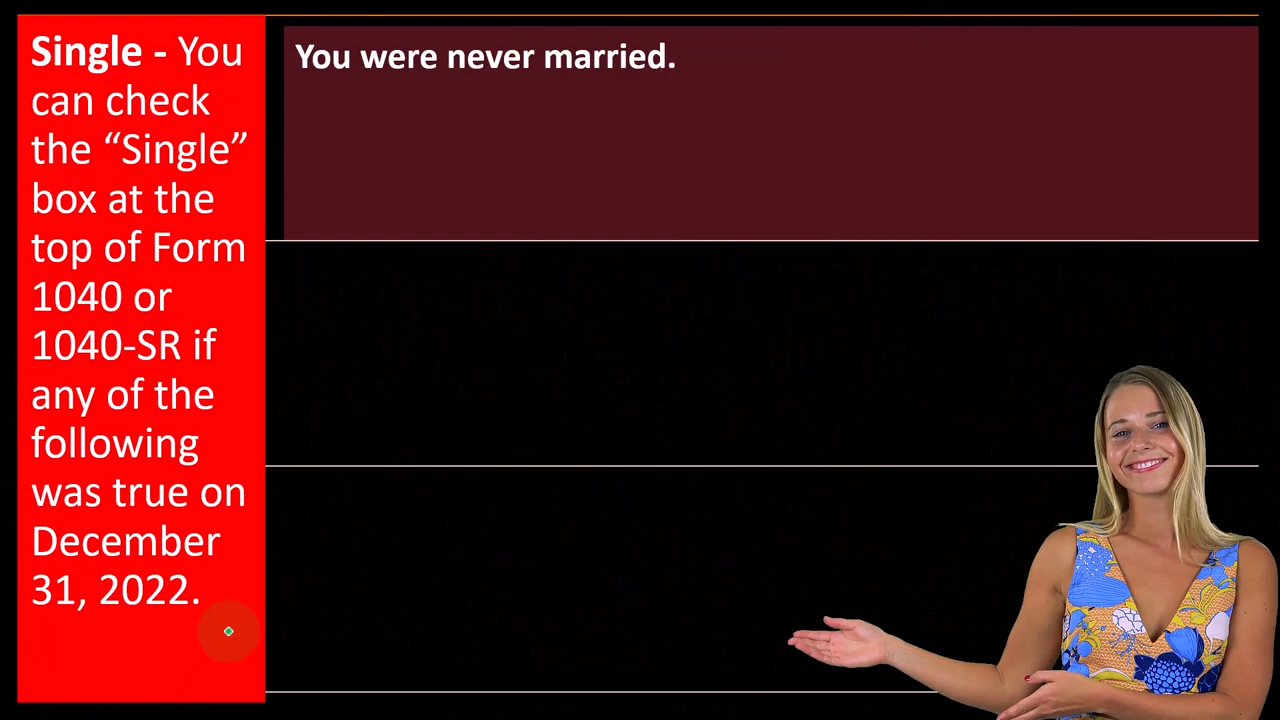 Single - You
can check
the “Single”
box at the
top of Form
1040 or
1040-SR if
any of the
following
was true on
December
31, 2022.
You were never married.